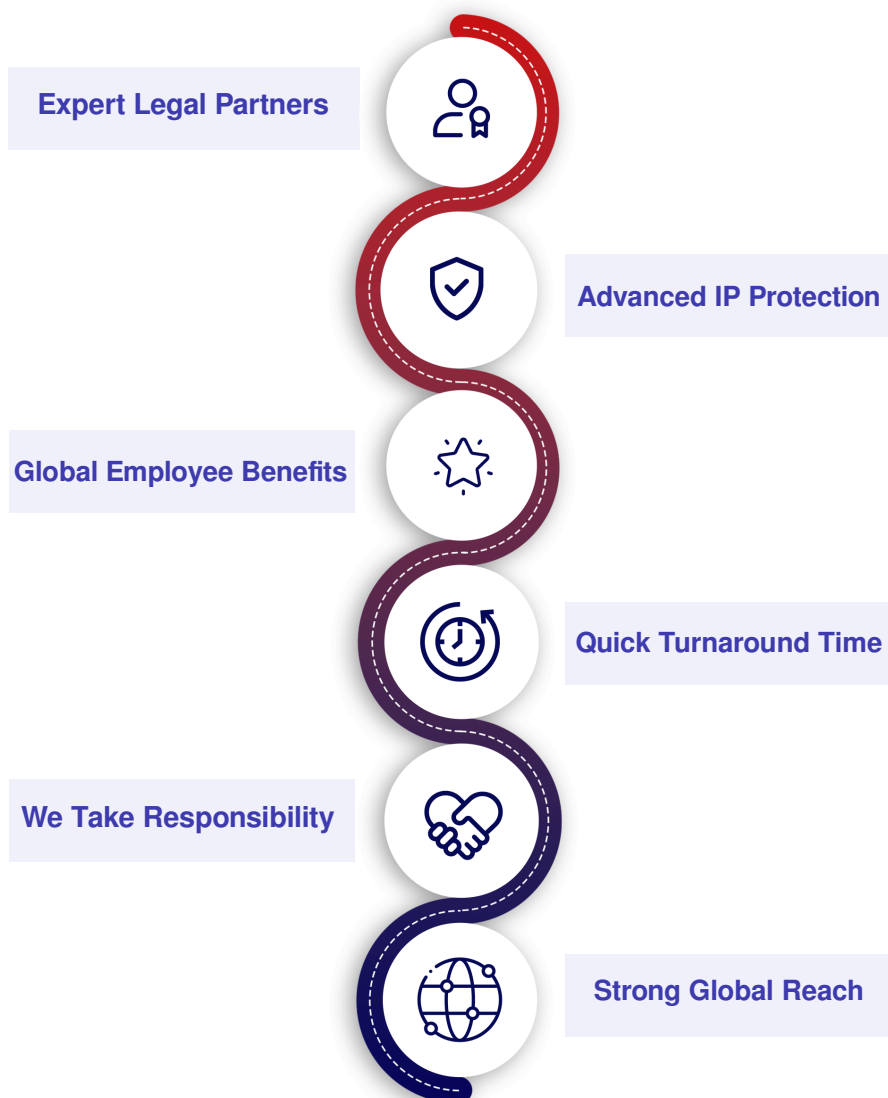 Expert Legal Partners
Advanced IP Protection
Global Employee Benefits
Quick Turnaround Time
We Take Responsibility
Strong Global Reach